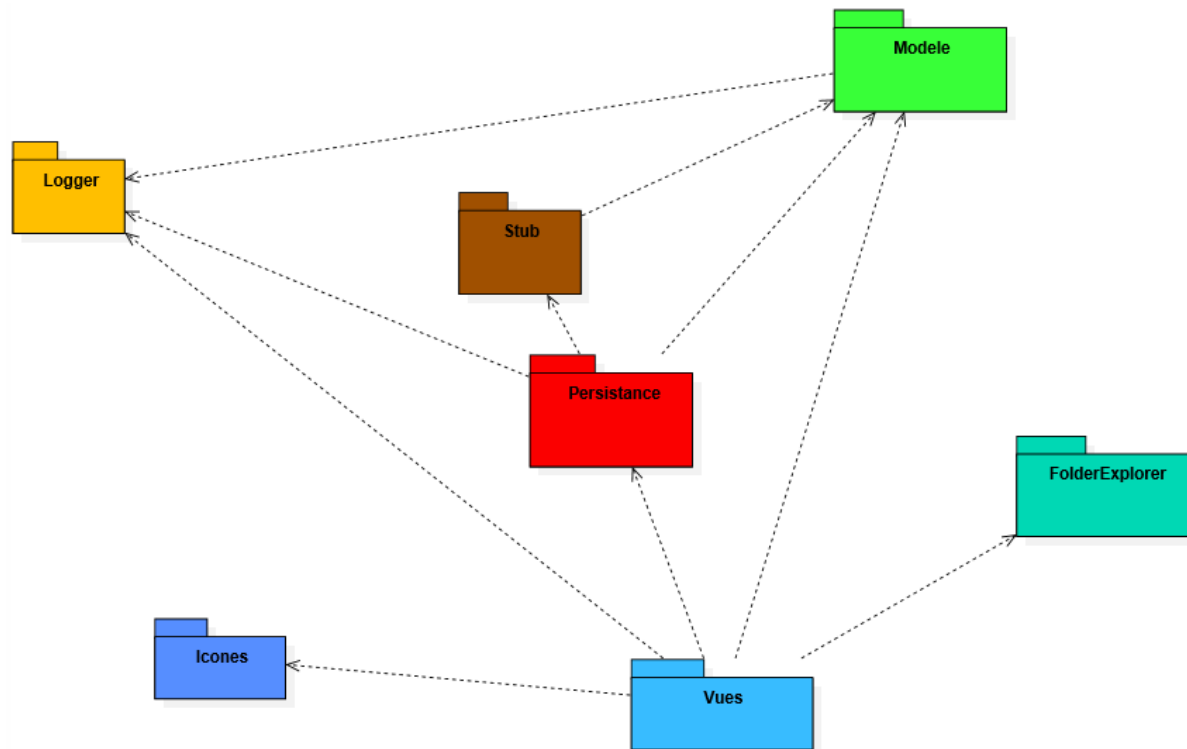 Modele
Logger
Stub
Persistance
FolderExplorer
Icones
Vues